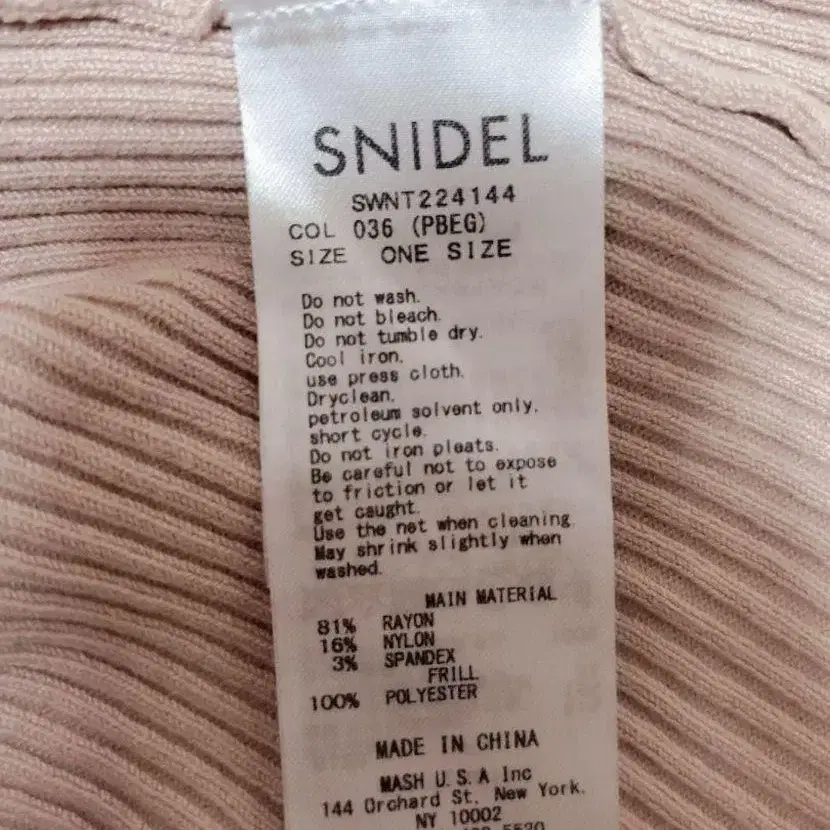 SNIDEL
SWNT224144
COL 036 (PBEG)
SIZE ONE SIZE
Do not wash.
Do not bleach.
Do not tumble dry.
Cool iron.
use press cloth.
Dryclean.
petroleum solvent only.
short cycle.
Do not iron pleats.
Be careful not to expose
to friction or let it
get caught.
Use the net when cleaning
May shrink slightly when
washed.
MAIN MATERIAL
81% RAYON
16% NYLON
3% SPANDEX
FRILL
100% POLYESTER
MADE IN CHINA
MASH U.S.A Inc
144 Orchard St, New York.
NY 10002